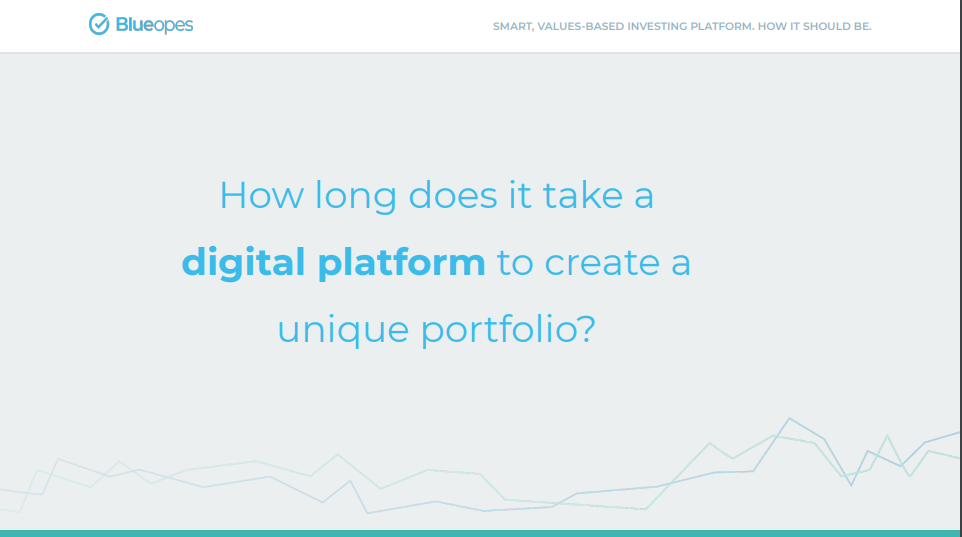 Blueopes
SMART, VALUES-BASED INVESTING PLATFORM. HOW IT SHOULD BE.
How long does it take a
digital platform to create a
unique portfolio?